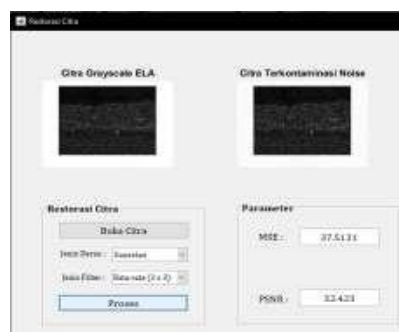 Restorasi Citra
Citra Grayscale ELA
Citra Terkontaminasi Noise
Restorasi Citra
Buka Citra
Jenis Derau : Gaussian
Jenis Filter : Rata-rata (3 x 3)
Proses
Parameter
MSE : 37.5131
PSNR : 32.423